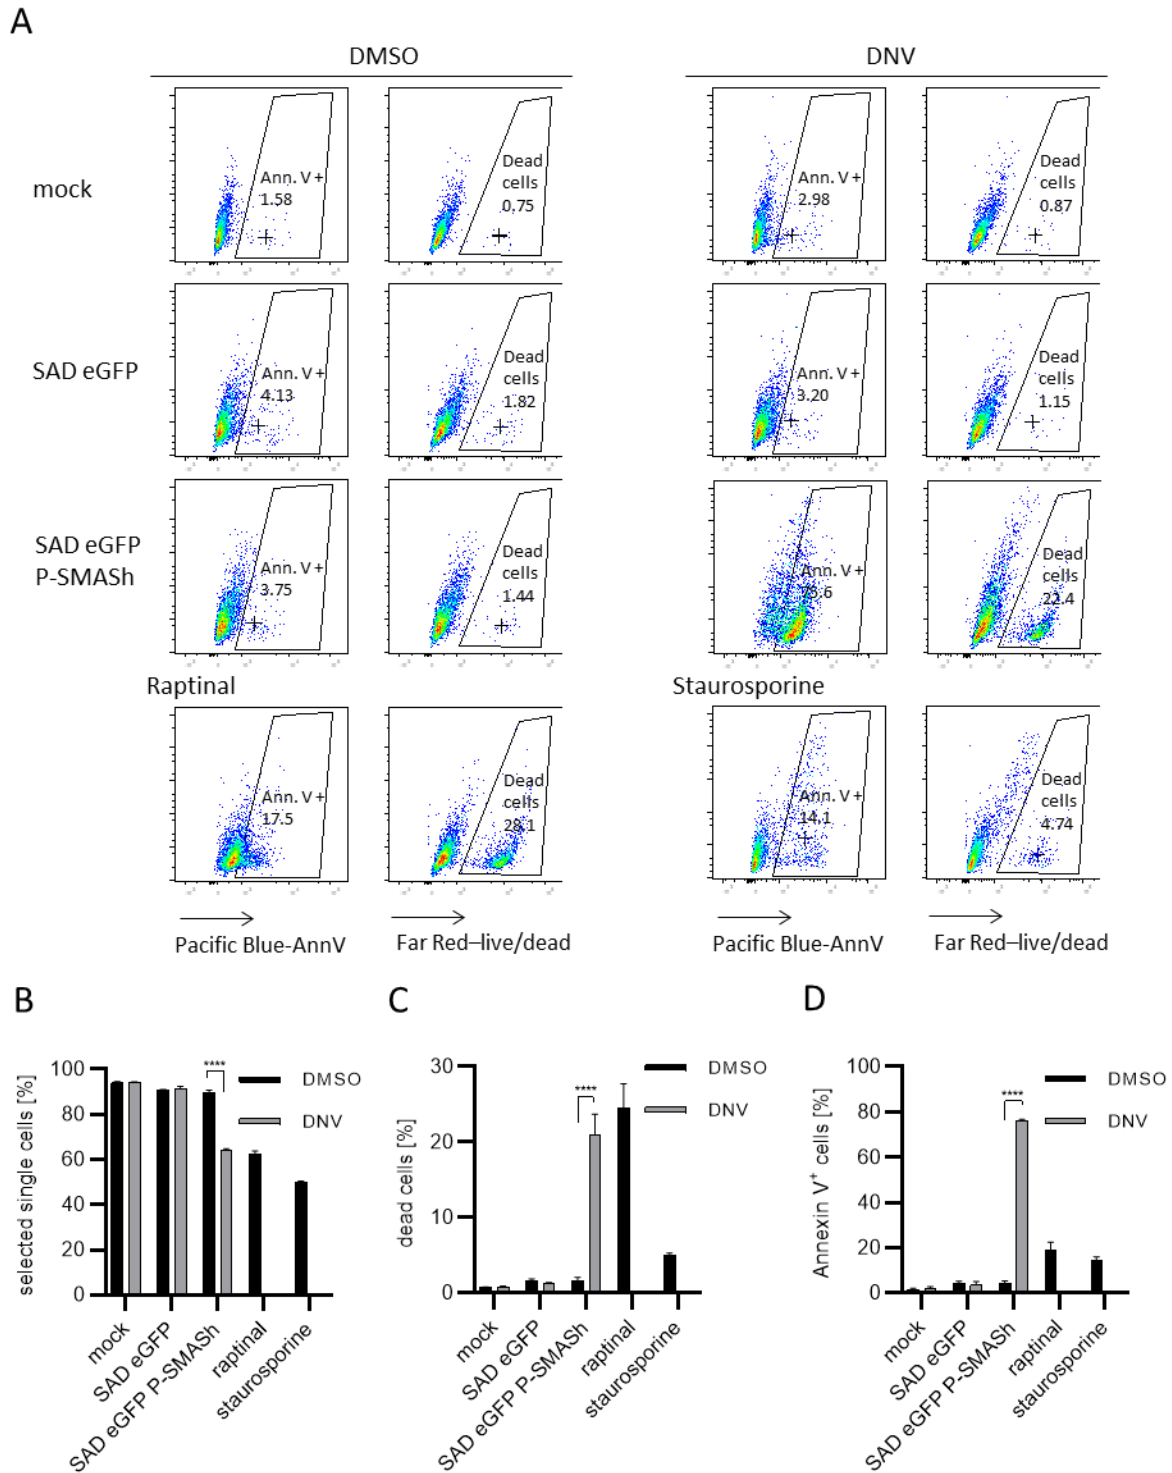 A
DMSO
DNV
mock
Ann. V +
1.58
Dead
cells
0.75
Ann. V +
2.98
Dead
cells
0.87
SAD eGFP
Ann. V +
4.13
Dead
cells
1.82
Ann. V +
3.20
Dead
cells
1.15
SAD eGFP
P-SMASh
Ann. V +
3.75
Dead
cells
1.44
Ann. V +
Dead
cells
22.4
Raptinal
Staurosporine
Ann. V +
17.5
Dead
cells
28.1
Ann. V +
14.1
Dead
cells
4.74
Pacific Blue-AnnV
Far Red–live/dead
Pacific Blue-AnnV
Far Red–live/dead
B
selected single cells [%]
100
80
60
40
20
0
****
DMSO
DNV
mock
SAD eGFP
SAD eGFP P-SMASh
raptinal
staurosporine
C
dead cells [%]
30
20
10
0
****
DMSO
DNV
mock
SAD eGFP
SAD eGFP P-SMASh
raptinal
staurosporine
D
Annexin V⁺ cells [%]
100
80
60
40
20
0
****
DMSO
DNV
mock
SAD eGFP
SAD eGFP P-SMASh
raptinal
staurosporine